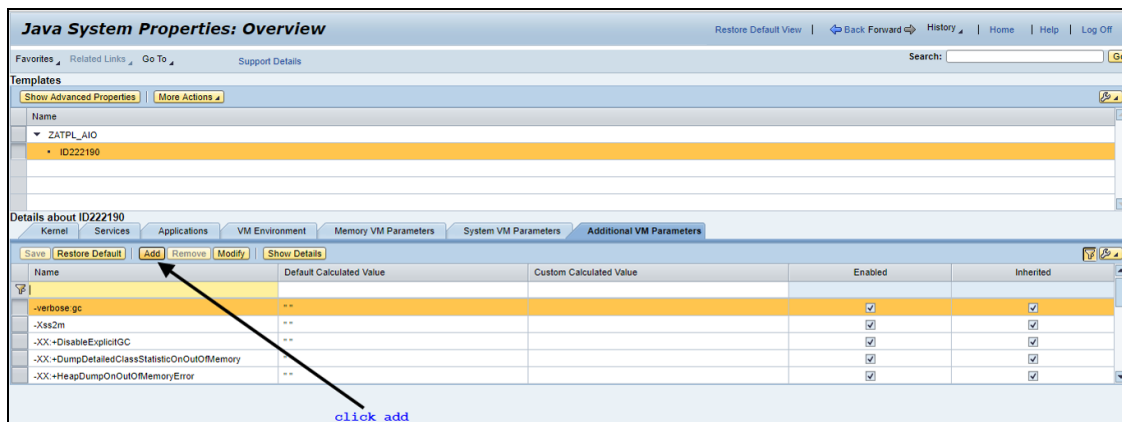 Java System Properties: Overview
Restore Default View | Back Forward History | Home | Help | Log Off
Favorites Related Links Go To Support Details Search: Go
Templates
Show Advanced Properties More Actions
Name
ZATPL_AIO
ID222190
Details about ID222190
Kernel Services Applications VM Environment Memory VM Parameters System VM Parameters Additional VM Parameters
Save Restore Default Add Remove Modify Show Details
Name Default Calculated Value Custom Calculated Value Enabled Inherited
-verbose:gc " "
-Xss2m " "
-XX:+DisableExplicitGC " "
-XX:+DumpDetailedClassStatisticOnOutOfMemory " "
-XX:+HeapDumpOnOutOfMemoryError " "
click add